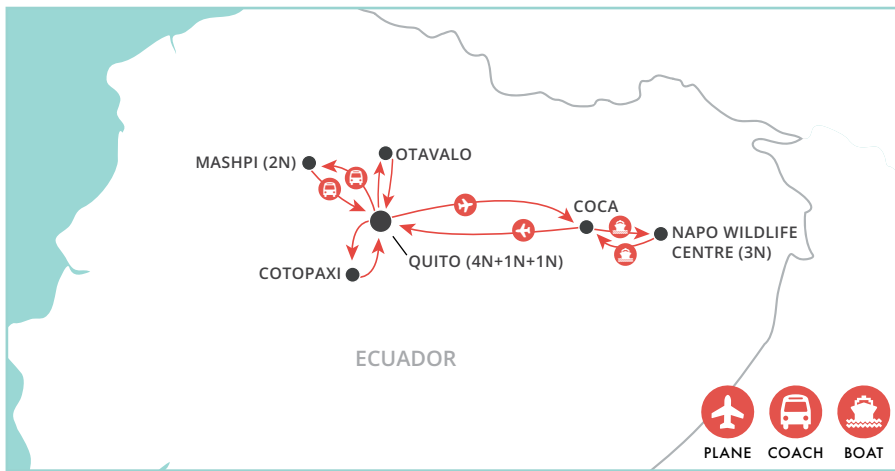 OTAVALO
MASHPI (2N)
COCA
NAPO WILDLIFE
CENTRE (3N)
QUITO (4N+1N+1N)
COTOPAXI
ECUADOR
PLANE
COACH
BOAT